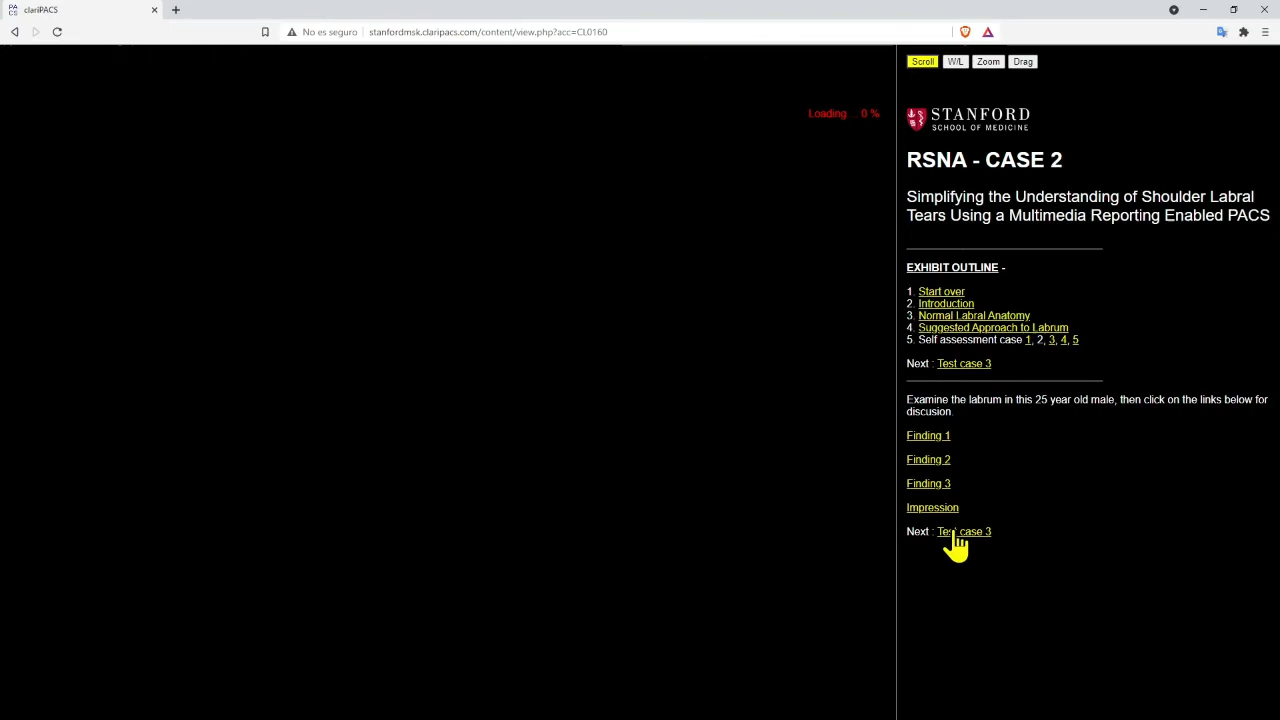 clariPACS
No es seguro stanfordmsk.claripacs.com/content/view.php?acc=CL0160
Scroll W/L Zoom Drag
Loading... 0 %
STANFORD
SCHOOL OF MEDICINE
RSNA - CASE 2
Simplifying the Understanding of Shoulder Labral
Tears Using a Multimedia Reporting Enabled PACS
EXHIBIT OUTLINE -
1. Start over
2. Introduction
3. Normal Labral Anatomy
4. Suggested Approach to Labrum
5. Self assessment case 1, 2, 3, 4, 5
Next : Test case 3
Examine the labrum in this 25 year old male, then click on the links below for
discusion.
Finding 1
Finding 2
Finding 3
Impression
Next : Test case 3